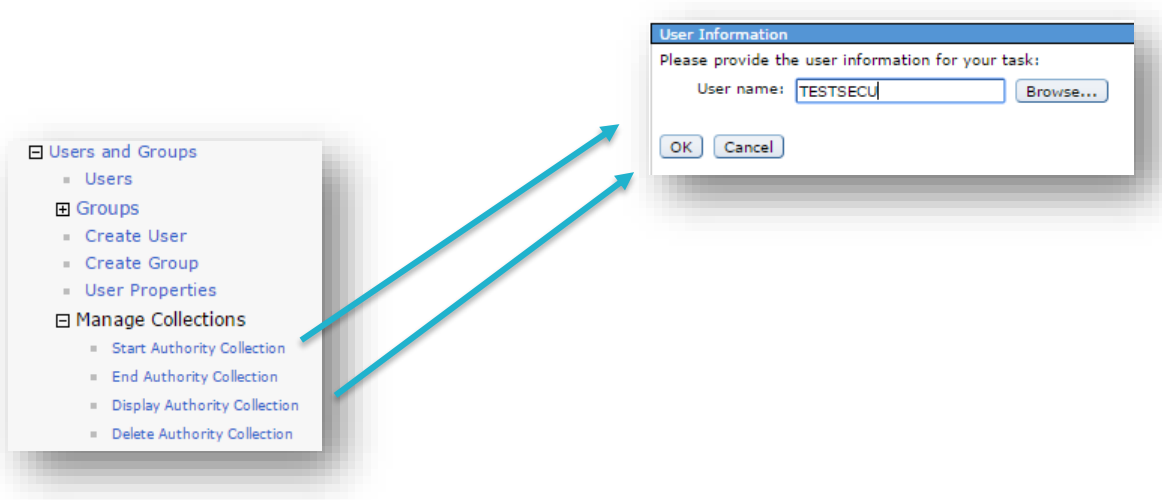 User Information
Please provide the user information for your task:
User name: TESTSECU Browse...
OK Cancel
Users and Groups
Users
Groups
Create User
Create Group
User Properties
Manage Collections
Start Authority Collection
End Authority Collection
Display Authority Collection
Delete Authority Collection